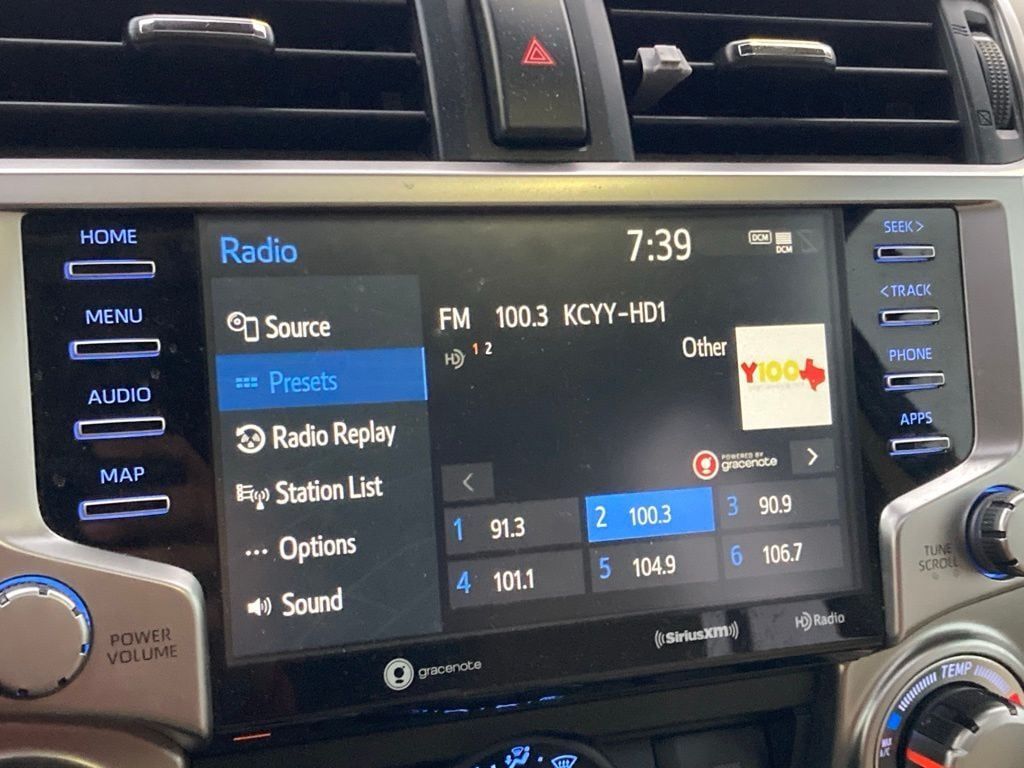 HOME
MENU
AUDIO
MAP
POWER
VOLUME
Radio
7:39
DCM
DCM
Source
Presets
Radio Replay
Station List
Options
Sound
FM 100.3 KCYY-HD1
HD 1 2
Other
Y100
POWERED BY
gracenote
1 91.3
2 100.3
3 90.9
4 101.1
5 104.9
6 106.7
gracenote
SiriusXM
HD Radio
SEEK >
< TRACK
PHONE
APPS
TUNE
SCROLL
TEMP
MAX
A/C